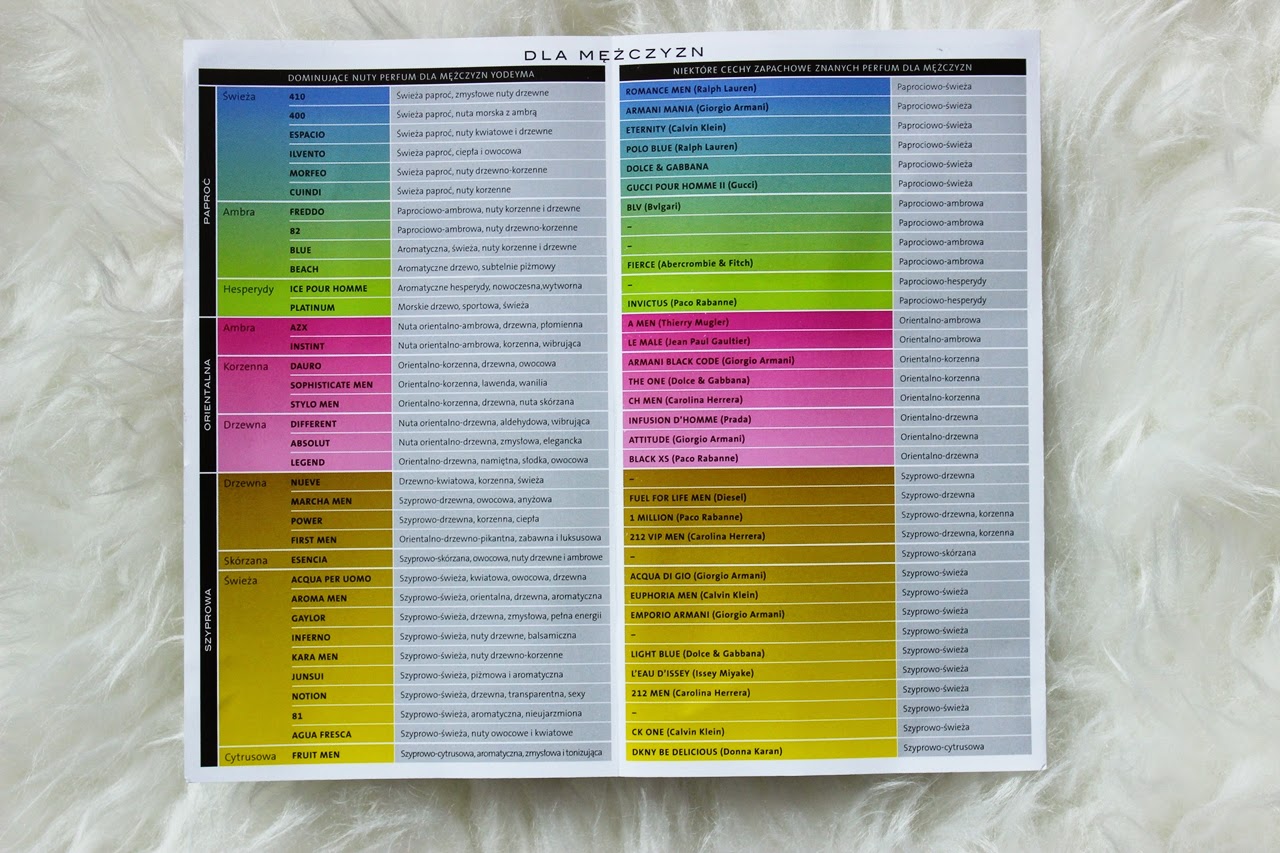 DLA MĘŻCZYZN
DOMINUJĄCE NUTY PERFUM DLA MĘŻCZYZN YODEYMA
PAPROĆ
Świeża 410 Świeża paproć, zmysłowe nuty drzewne
400 Świeża paproć, nuta morska z ambrą
ESPACIO Świeża paproć, nuty kwiatowe i drzewne
ILVENTO Świeża paproć, ciepła i owocowa
MORFEO Świeża paproć, nuty drzewno-korzenne
CUINDI Świeża paproć, nuty korzenne
Ambra FREDDO Paprociowo-ambrowa, nuty korzenne i drzewne
82 Paprociowo-ambrowa, nuty drzewno-korzenne
BLUE Aromatyczna, świeża, nuty korzenne i drzewne
BEACH Aromatyczne drzewo, subtelnie piżmowy
Hesperydy ICE POUR HOMME Aromatyczne hesperydy, nowoczesna,wytworna
PLATINUM Morskie drzewo, sportowa, świeża
ORIENTALNA
Ambra AZX Nuta orientalno-ambrowa, drzewna, płomienna
INSTINT Nuta orientalno-ambrowa, korzenna, wibrująca
Korzenna DAURO Orientalno-korzenna, drzewna, owocowa
SOPHISTICATE MEN Orientalno-korzenna, lawenda, wanilia
STYLO MEN Orientalno-korzenna, drzewna, nuta skórzana
Drzewna DIFFERENT Nuta orientalno-drzewna, aldehydowa, wibrująca
ABSOLUT Nuta orientalno-drzewna, zmysłowa, elegancka
LEGEND Orientalno-drzewna, namiętna, słodka, owocowa
SZYPROWA
Drzewna NUEVE Drzewno-kwiatowa, korzenna, świeża
MARCHA MEN Szyprowo-drzewna, owocowa, anyżowa
POWER Szyprowo-drzewna, korzenna, ciepła
FIRST MEN Orientalno-drzewno-pikantna, zabawna i luksusowa
Skórzana ESENCIA Szyprowo-skórzana, owocowa, nuty drzewne i ambrowe
Świeża ACQUA PER UOMO Szyprowo-świeża, kwiatowa, owocowa, drzewna
AROMA MEN Szyprowo-świeża, orientalna, drzewna, aromatyczna
GAYLOR Szyprowo-świeża, drzewna, zmysłowa, pełna energii
INFERNO Szyprowo-świeża, nuty drzewne, balsamiczna
KARA MEN Szyprowo-świeża, nuty drzewno-korzenne
JUNSUI Szyprowo-świeża, piżmowa i aromatyczna
NOTION Szyprowo-świeża, drzewna, transparentna, sexy
81 Szyprowo-świeża, aromatyczna, nieujarzmiona
AGUA FRESCA Szyprowo-świeża, nuty owocowe i kwiatowe
Cytrusowa FRUIT MEN Szyprowo-cytrusowa, aromatyczna, zmysłowa i tonizująca
NIEKTÓRE CECHY ZAPACHOWE ZNANYCH PERFUM DLA MĘŻCZYZN
ROMANCE MEN (Ralph Lauren) Paprociowo-świeża
ARMANI MANIA (Giorgio Armani) Paprociowo-świeża
ETERNITY (Calvin Klein) Paprociowo-świeża
POLO BLUE (Ralph Lauren) Paprociowo-świeża
DOLCE & GABBANA Paprociowo-świeża
GUCCI POUR HOMME II (Gucci) Paprociowo-świeża
BLV (Bvlgari) Paprociowo-ambrowa
– Paprociowo-ambrowa
– Paprociowo-ambrowa
FIERCE (Abercrombie & Fitch) Paprociowo-ambrowa
– Paprociowo-hesperydy
INVICTUS (Paco Rabanne) Paprociowo-hesperydy
A MEN (Thierry Mugler) Orientalno-ambrowa
LE MALE (Jean Paul Gaultier) Orientalno-ambrowa
ARMANI BLACK CODE (Giorgio Armani) Orientalno-korzenna
THE ONE (Dolce & Gabbana) Orientalno-korzenna
CH MEN (Carolina Herrera) Orientalno-korzenna
INFUSION D'HOMME (Prada) Orientalno-drzewna
ATTITUDE (Giorgio Armani) Orientalno-drzewna
BLACK XS (Paco Rabanne) Orientalno-drzewna
– Szyprowo-drzewna
FUEL FOR LIFE MEN (Diesel) Szyprowo-drzewna
1 MILLION (Paco Rabanne) Szyprowo-drzewna, korzenna
212 VIP MEN (Carolina Herrera) Szyprowo-drzewna, korzenna
– Szyprowo-skórzana
ACQUA DI GIO (Giorgio Armani) Szyprowo-świeża
EUPHORIA MEN (Calvin Klein) Szyprowo-świeża
EMPORIO ARMANI (Giorgio Armani) Szyprowo-świeża
– Szyprowo-świeża
LIGHT BLUE (Dolce & Gabbana) Szyprowo-świeża
L'EAU D'ISSEY (Issey Miyake) Szyprowo-świeża
212 MEN (Carolina Herrera) Szyprowo-świeża
– Szyprowo-świeża
CK ONE (Calvin Klein) Szyprowo-świeża
DKNY BE DELICIOUS (Donna Karan) Szyprowo-cytrusowa